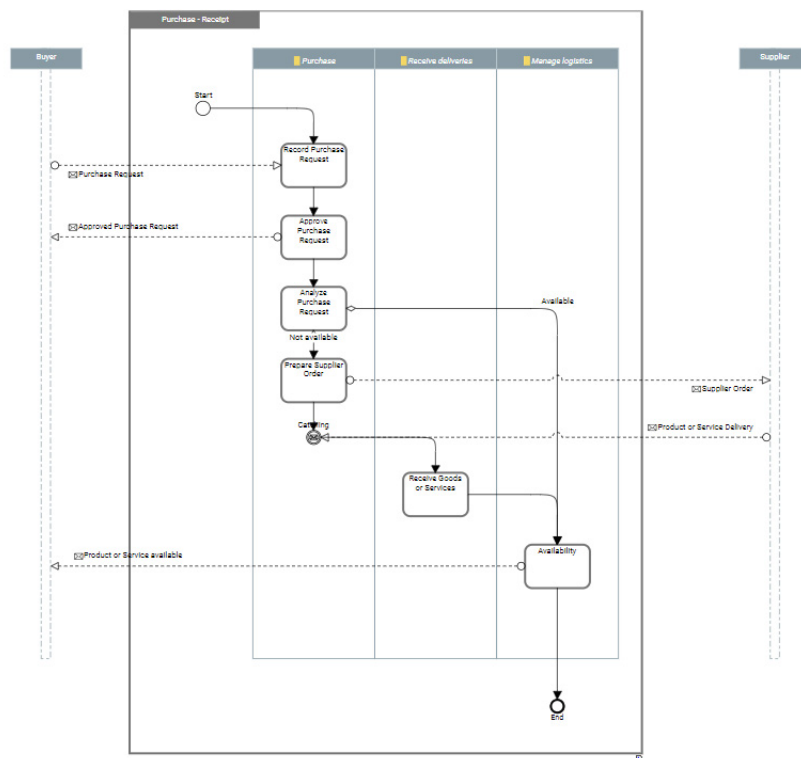 Purchase - Receipt
Buyer
Purchase
Receive deliveries
Manage logistics
Supplier
Start
Record Purchase
Request
Purchase Request
Approve
Purchase
Request
Approved Purchase Request
Analyze
Purchase
Request
Available
Not available
Prepare Supplier
Order
Supplier Order
Catching
Product or Service Delivery
Receive Goods
or Services
Availability
Product or Service available
End